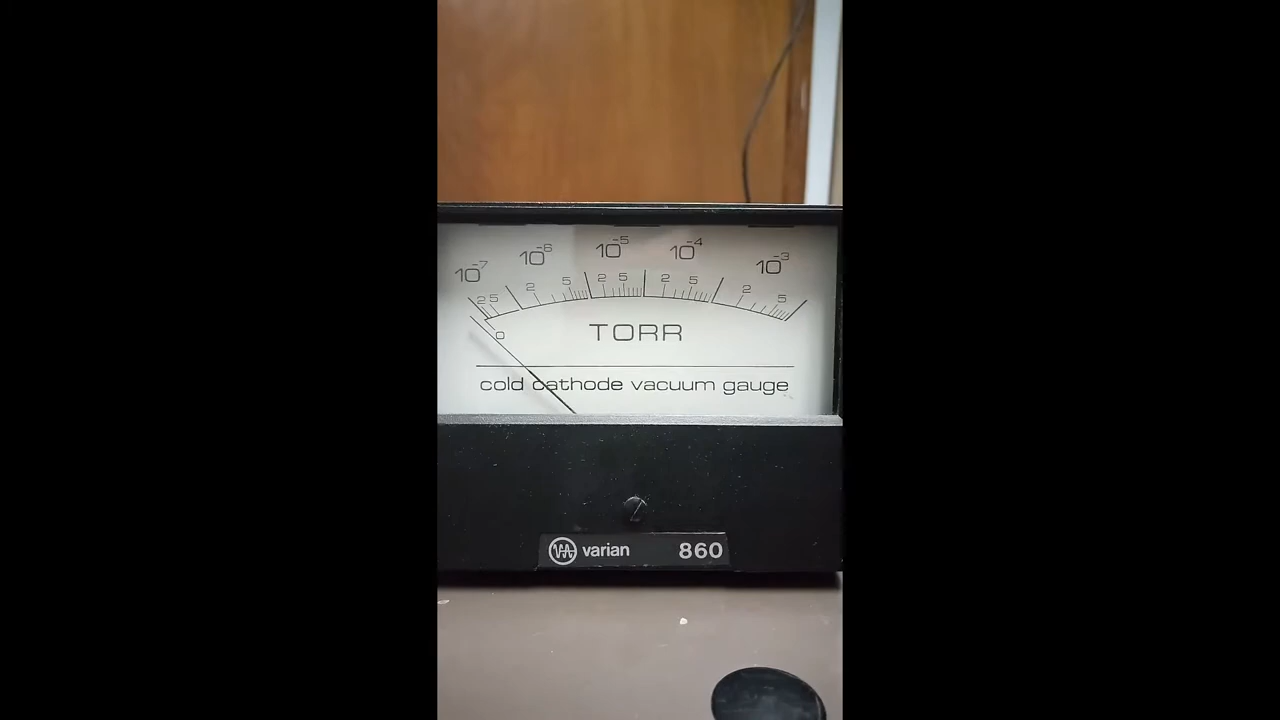 10-7 10-6 10-5 10-4 10-3
2 5 2 5 2 5 2 5 2 5
0
TORR
cold cathode vacuum gauge
varian 860